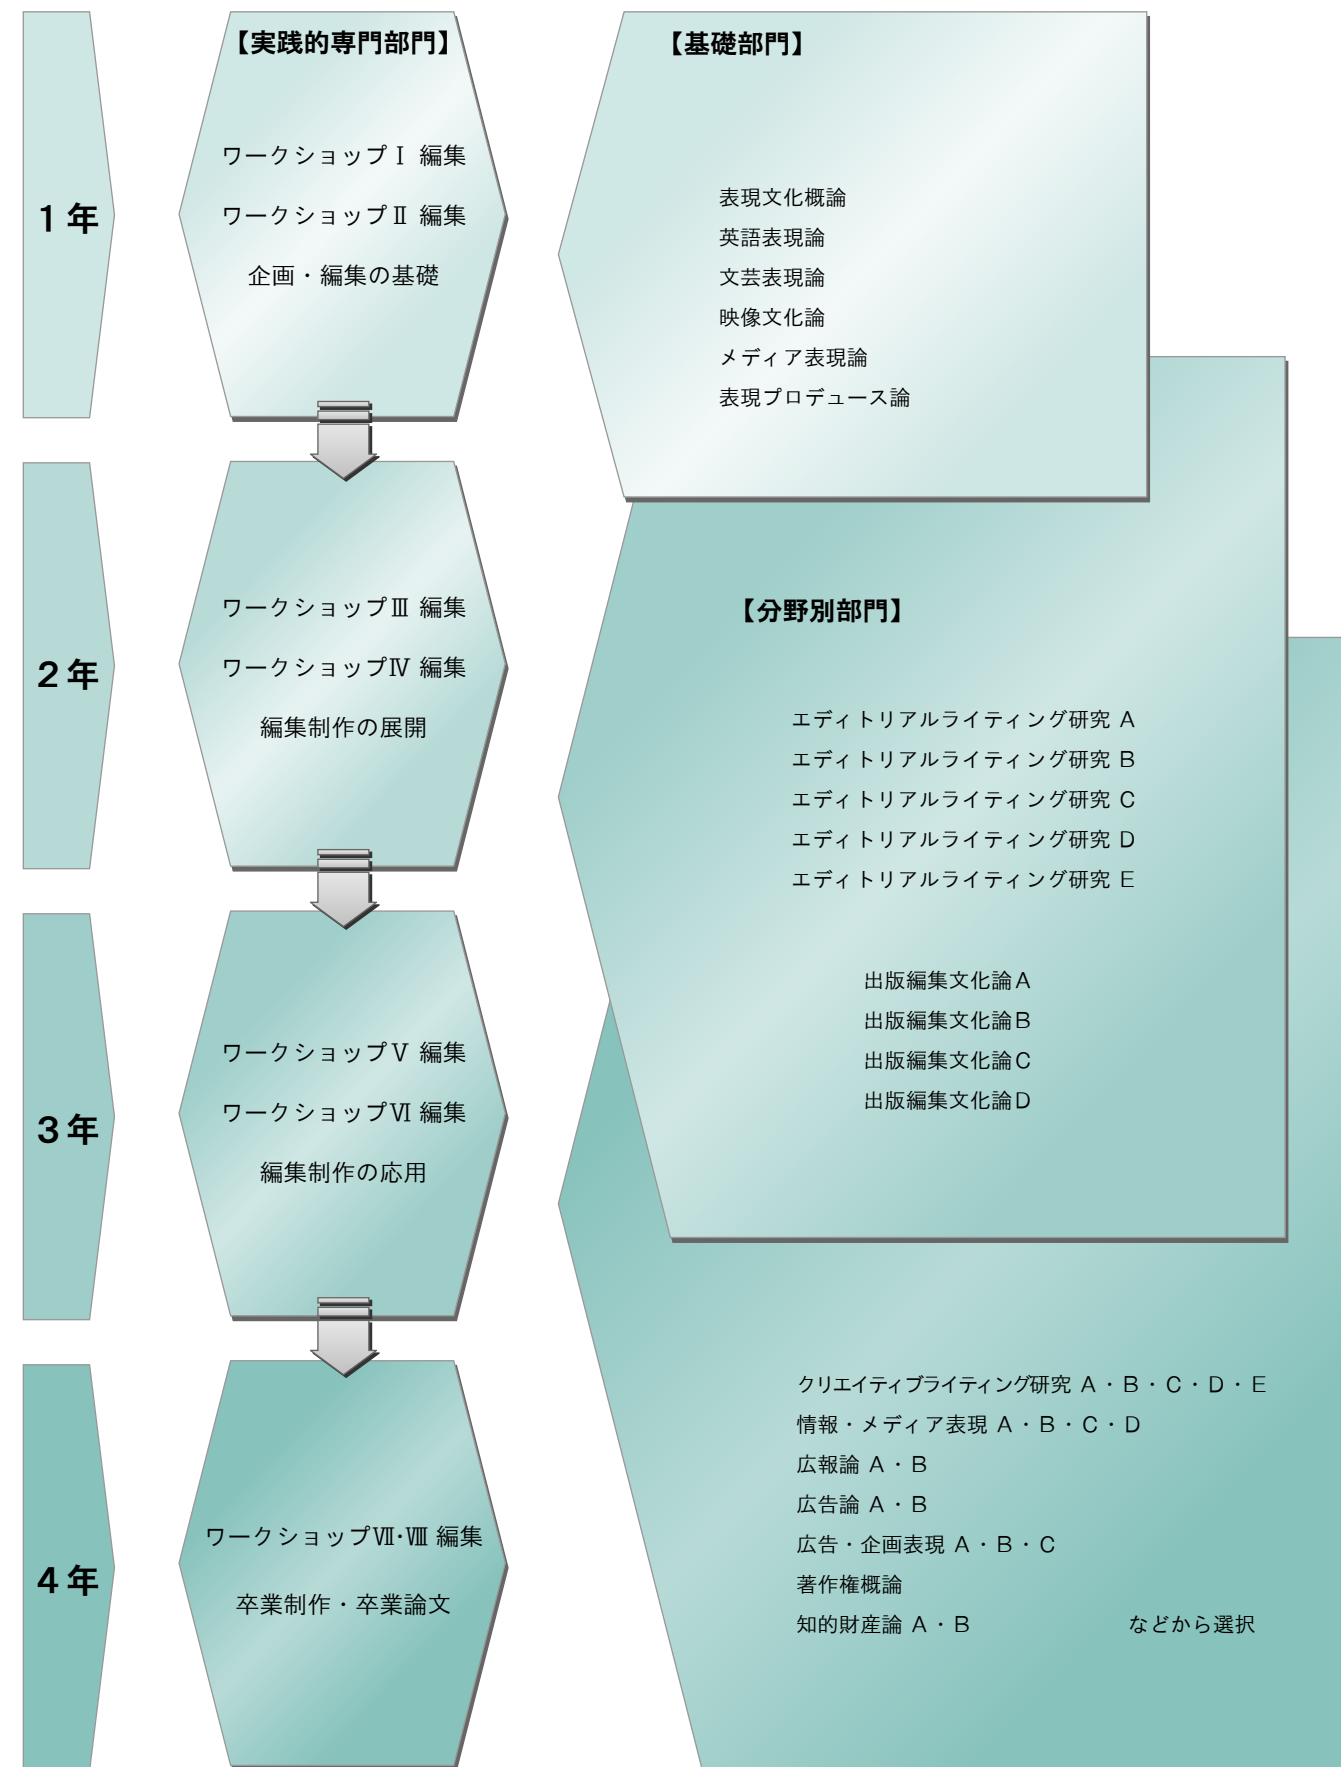 1年
【実践的専門部門】
ワークショップⅠ 編集
ワークショップⅡ 編集
企画・編集の基礎
【基礎部門】
表現文化概論
英語表現論
文芸表現論
映像文化論
メディア表現論
表現プロデュース論
2年
ワークショップⅢ 編集
ワークショップⅣ 編集
編集制作の展開
【分野別部門】
エディトリアルライティング研究 A
エディトリアルライティング研究 B
エディトリアルライティング研究 C
エディトリアルライティング研究 D
エディトリアルライティング研究 E
出版編集文化論A
出版編集文化論B
出版編集文化論C
出版編集文化論D
3年
ワークショップⅤ 編集
ワークショップⅥ 編集
編集制作の応用
4年
ワークショップⅦ・Ⅷ 編集
卒業制作・卒業論文
クリエイティブライティング研究 A・B・C・D・E
情報・メディア表現 A・B・C・D
広報論 A・B
広告論 A・B
広告・企画表現 A・B・C
著作権概論
知的財産論 A・B などから選択